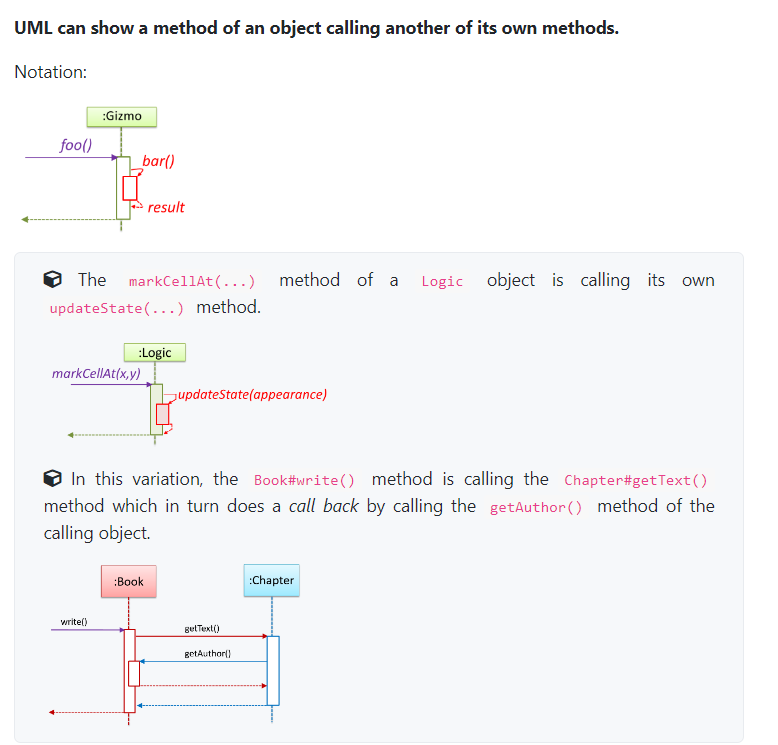 UML can show a method of an object calling another of its own methods.
Notation:
:Gizmo
foo()
bar()
result
The markCellAt(...) method of a Logic object is calling its own
updateState(...) method.
:Logic
markCellAt(x,y)
updateState(appearance)
In this variation, the Book#write() method is calling the Chapter#getText()
method which in turn does a call back by calling the getAuthor() method of the
calling object.
:Book
:Chapter
write()
getText()
getAuthor()